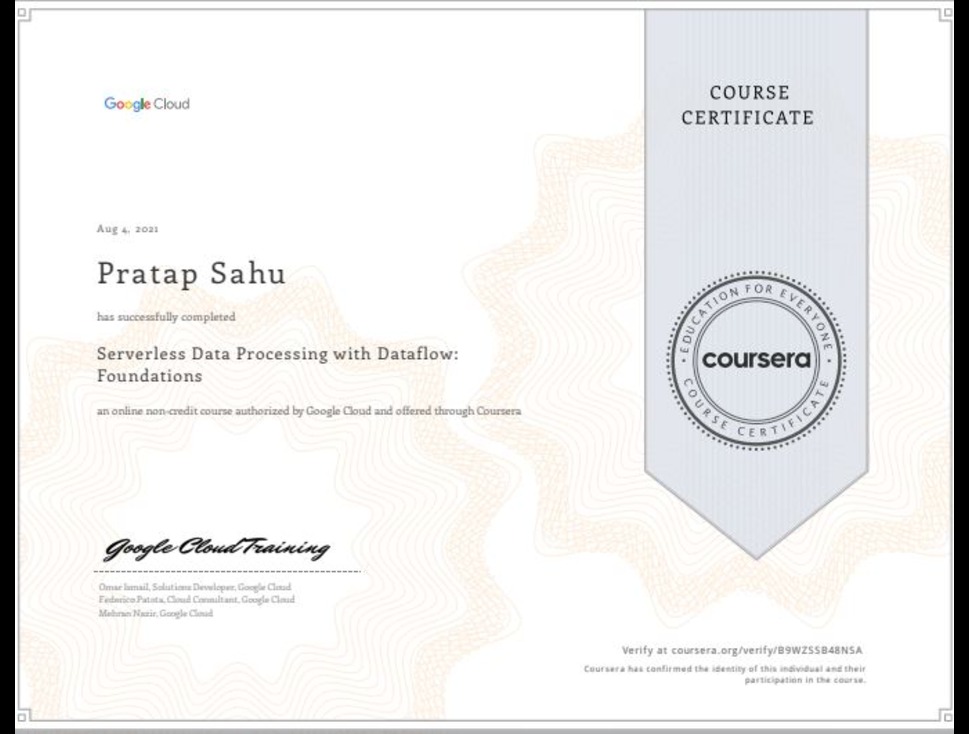 Google Cloud
COURSE
CERTIFICATE
Aug 4, 2021
Pratap Sahu
has successfully completed
Serverless Data Processing with Dataflow:
Foundations
an online non-credit course authorized by Google Cloud and offered through Coursera
EDUCATION FOR EVERYONE
coursera
COURSE CERTIFICATE
Google Cloud Training
Omar Ismail, Solutions Developer, Google Cloud
Federico Patota, Cloud Consultant, Google Cloud
Mehran Nazir, Google Cloud
Verify at coursera.org/verify/B9WZSSB48NSA
Coursera has confirmed the identity of this individual and their
participation in the course.